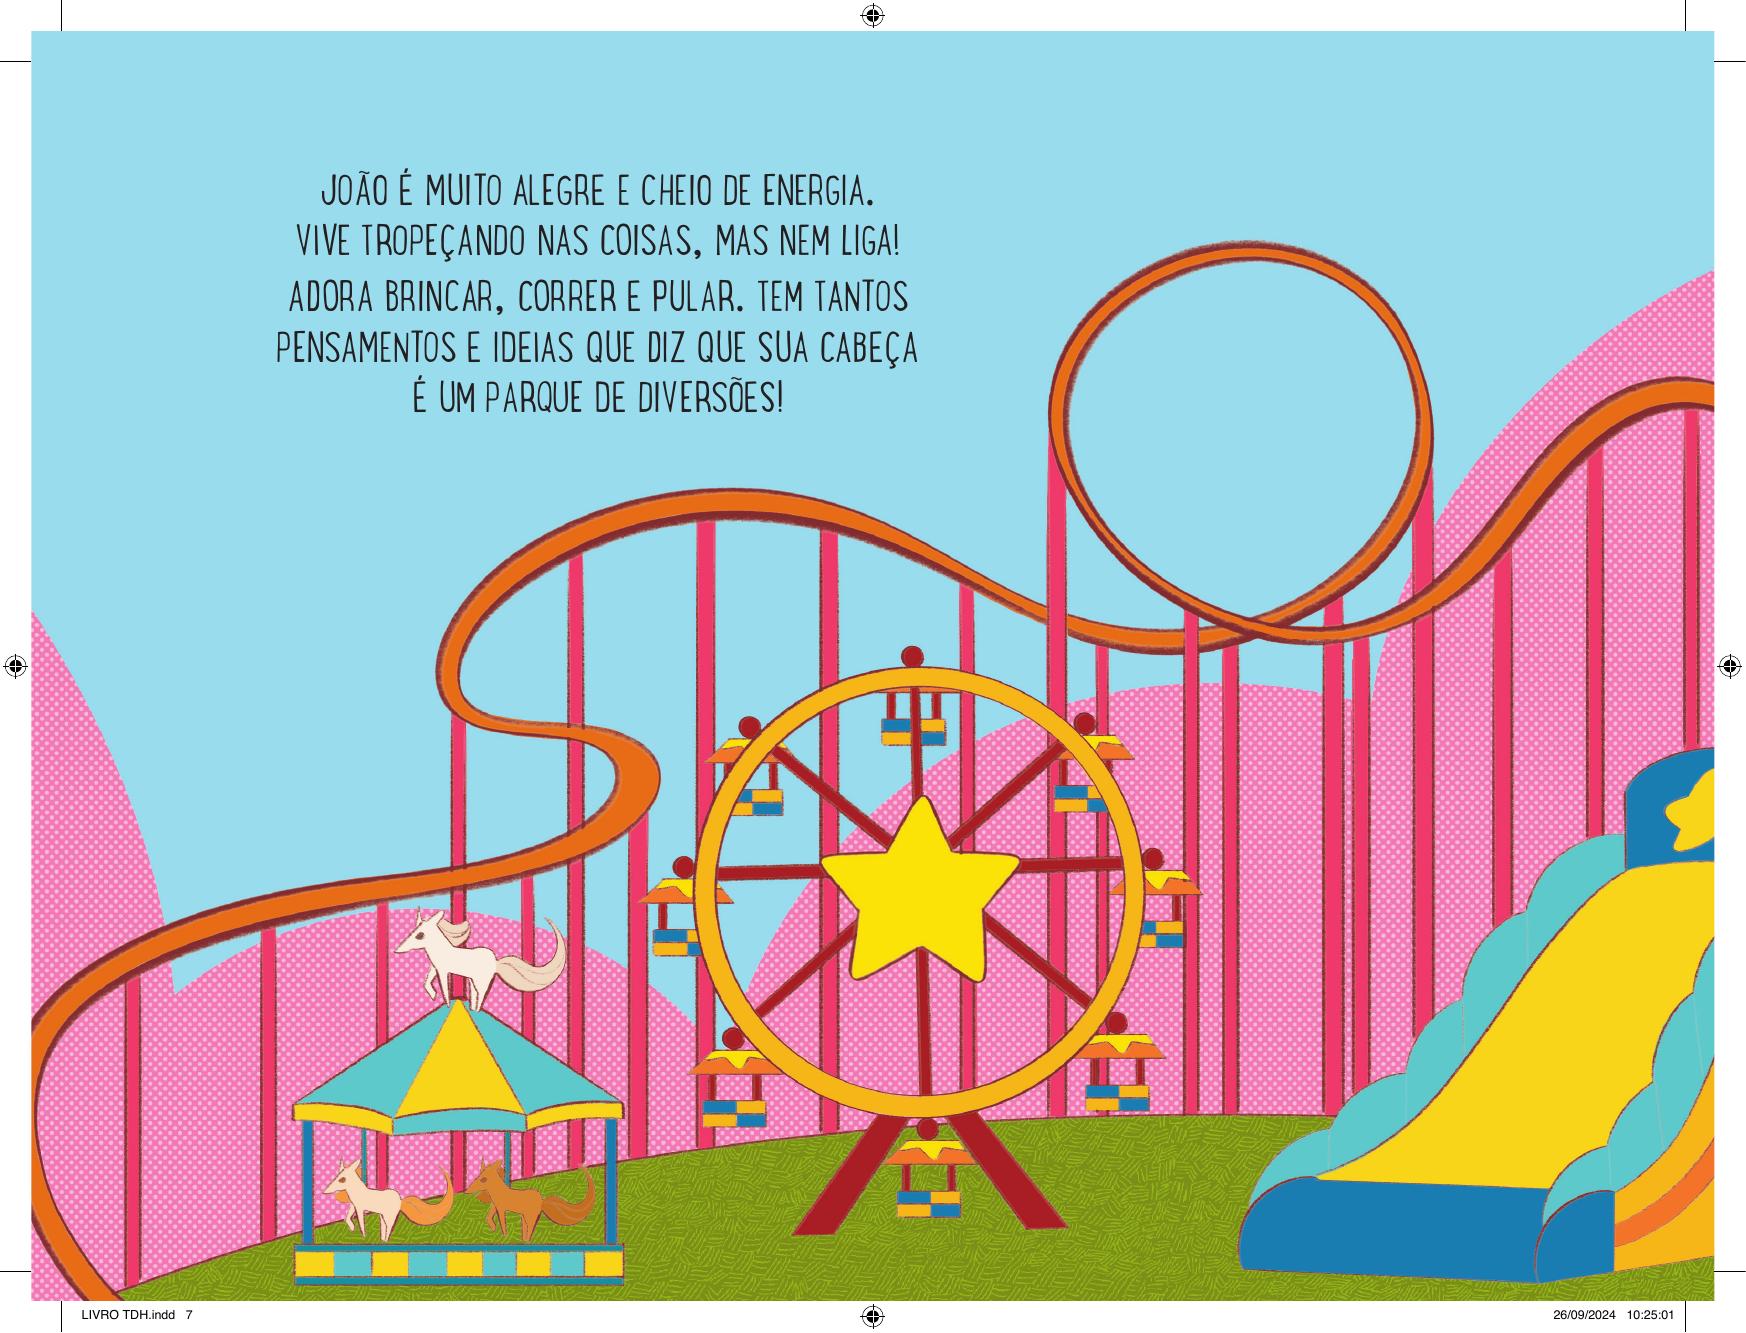 JOÃO É MUITO ALEGRE E CHEIO DE ENERGIA.
VIVE TROPEÇANDO NAS COISAS, MAS NEM LIGA!
ADORA BRINCAR, CORRER E PULAR. TEM TANTOS
PENSAMENTOS E IDEIAS QUE DIZ QUE SUA CABEÇA
É UM PARQUE DE DIVERSÕES!
LIVRO TDH.indd 7
26/09/2024 10:25:01